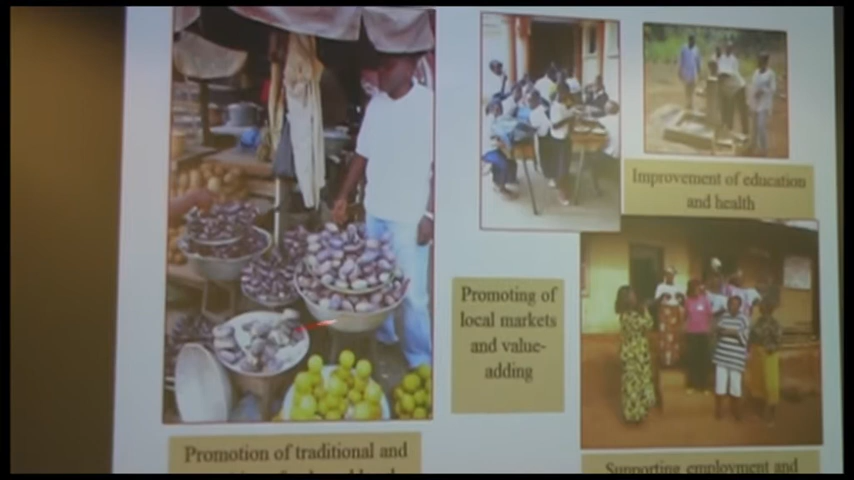 Improvement of education
and health
Promoting of
local markets
and value-
adding
Promotion of traditional and
Supporting employment and